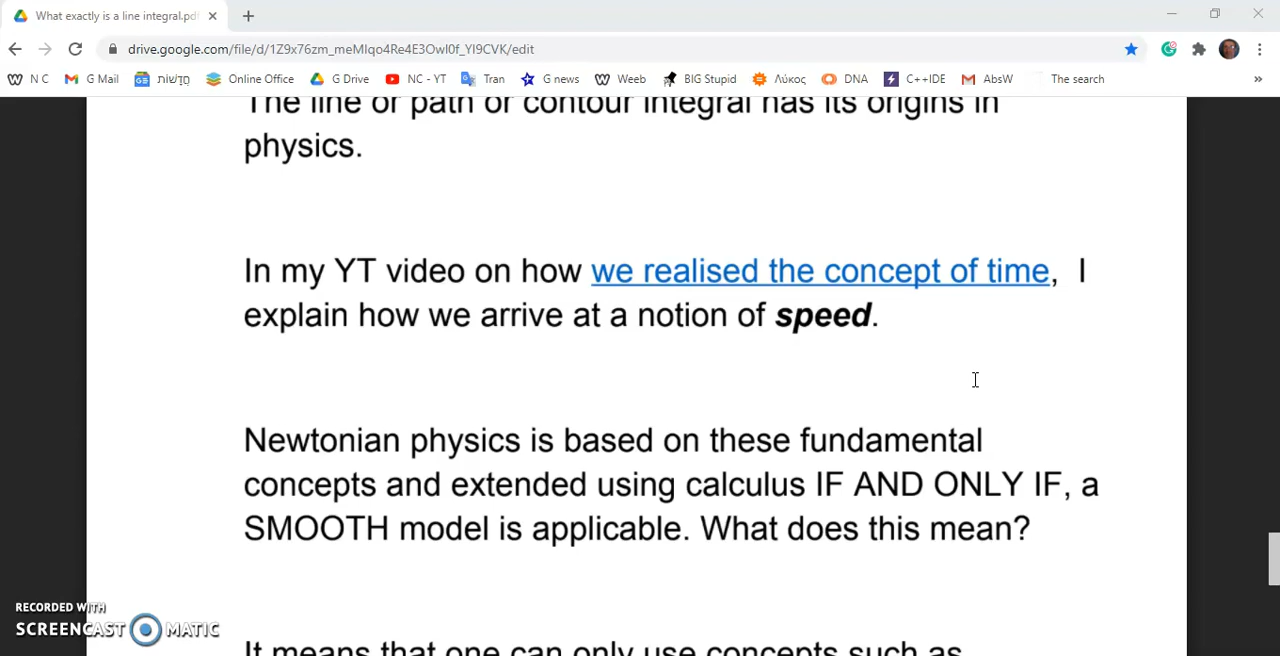 What exactly is a line integral.pd
drive.google.com/file/d/1Z9x76zm_meMIqo4Re4E3OwI0f_YI9CVK/edit
N C G Mail חֲדָשׁוֹת Online Office G Drive NC - YT Tran G news Weeb BIG Stupid Λύκος DNA C++IDE AbsW The search »
The line or path or contour integral has its origins in
physics.
In my YT video on how we realised the concept of time, I
explain how we arrive at a notion of speed.
Newtonian physics is based on these fundamental
concepts and extended using calculus IF AND ONLY IF, a
SMOOTH model is applicable. What does this mean?
RECORDED WITH
SCREENCAST MATIC
It means that one can only use concepts such as